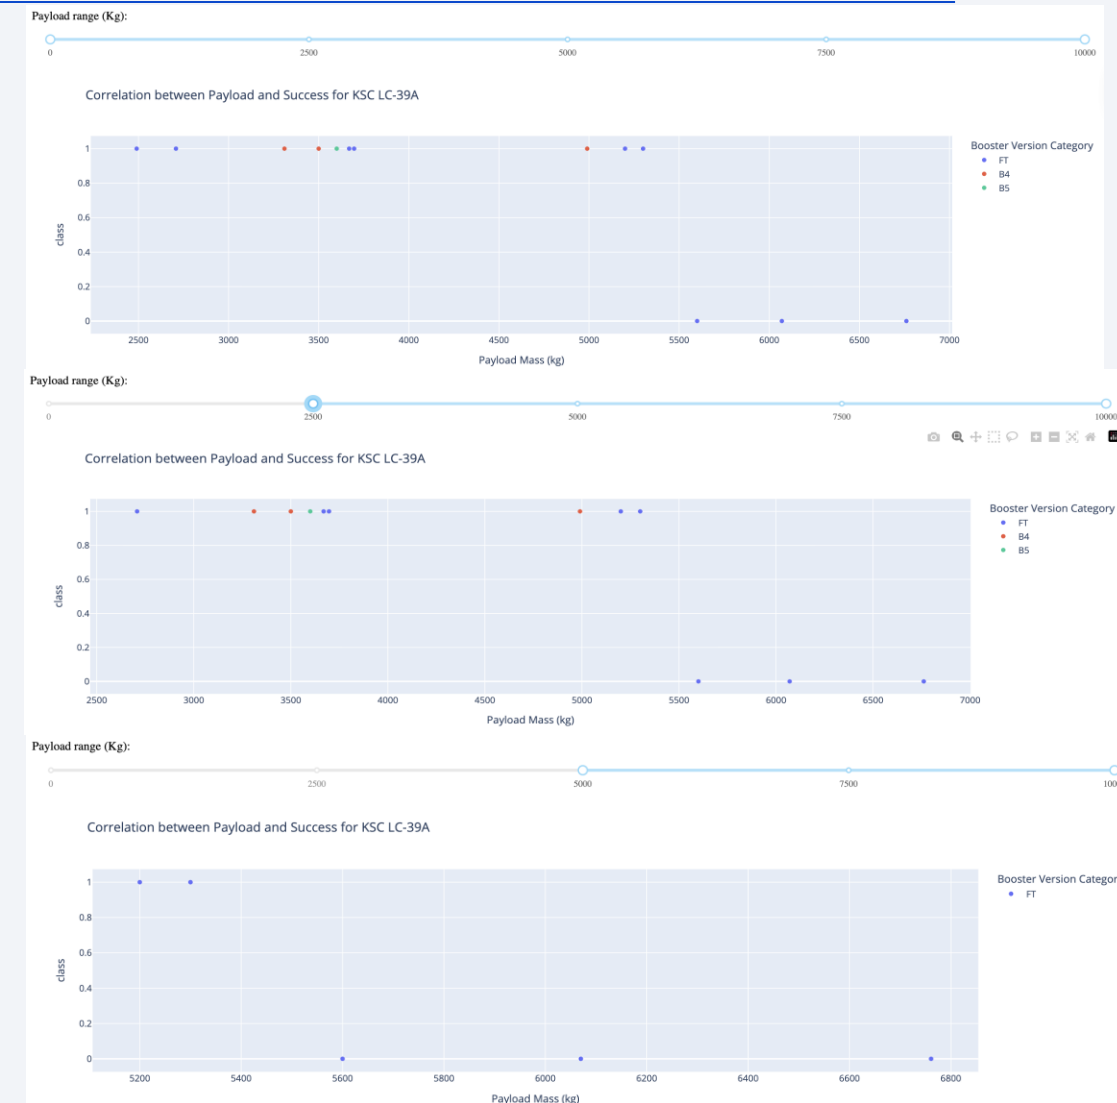 Payload range (Kg):
0 2500 5000 7500 10000
Correlation between Payload and Success for KSC LC-39A
Booster Version Category
FT
B4
B5
1
0.8
0.6
0.4
0.2
0
class
2500 3000 3500 4000 4500 5000 5500 6000 6500 7000
Payload Mass (kg)
Payload range (Kg):
0 2500 5000 7500 10000
Correlation between Payload and Success for KSC LC-39A
Booster Version Category
FT
B4
B5
1
0.8
0.6
0.4
0.2
0
class
2500 3000 3500 4000 4500 5000 5500 6000 6500 7000
Payload Mass (kg)
Payload range (Kg):
0 2500 5000 7500 100
Correlation between Payload and Success for KSC LC-39A
Booster Version Categor
FT
1
0.8
0.6
0.4
0.2
0
class
5200 5400 5600 5800 6000 6200 6400 6600 6800
Payload Mass (kg)